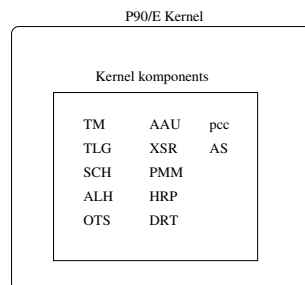 P90/E Kernel
Kernel komponents
TM AAU pcc
TLG XSR AS
SCH PMM
ALH HRP
OTS DRT